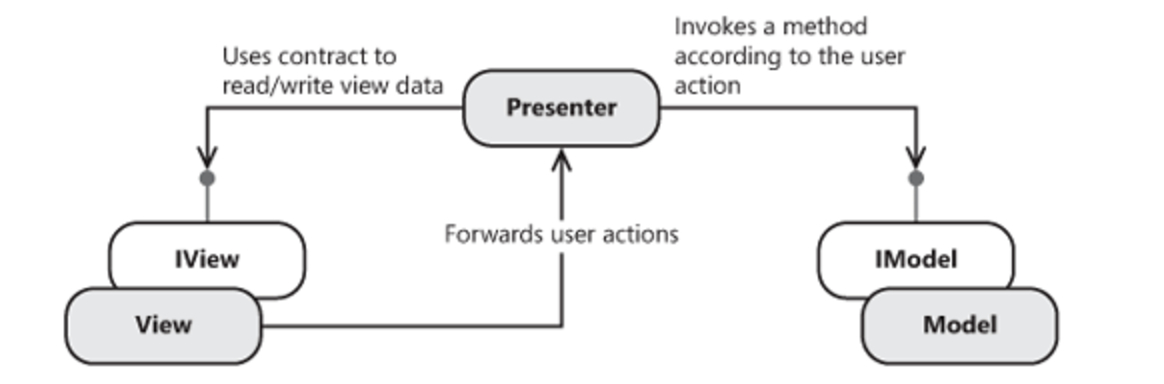 Uses contract to
read/write view data
Presenter
Invokes a method
according to the user
action
Forwards user actions
IView
View
IModel
Model